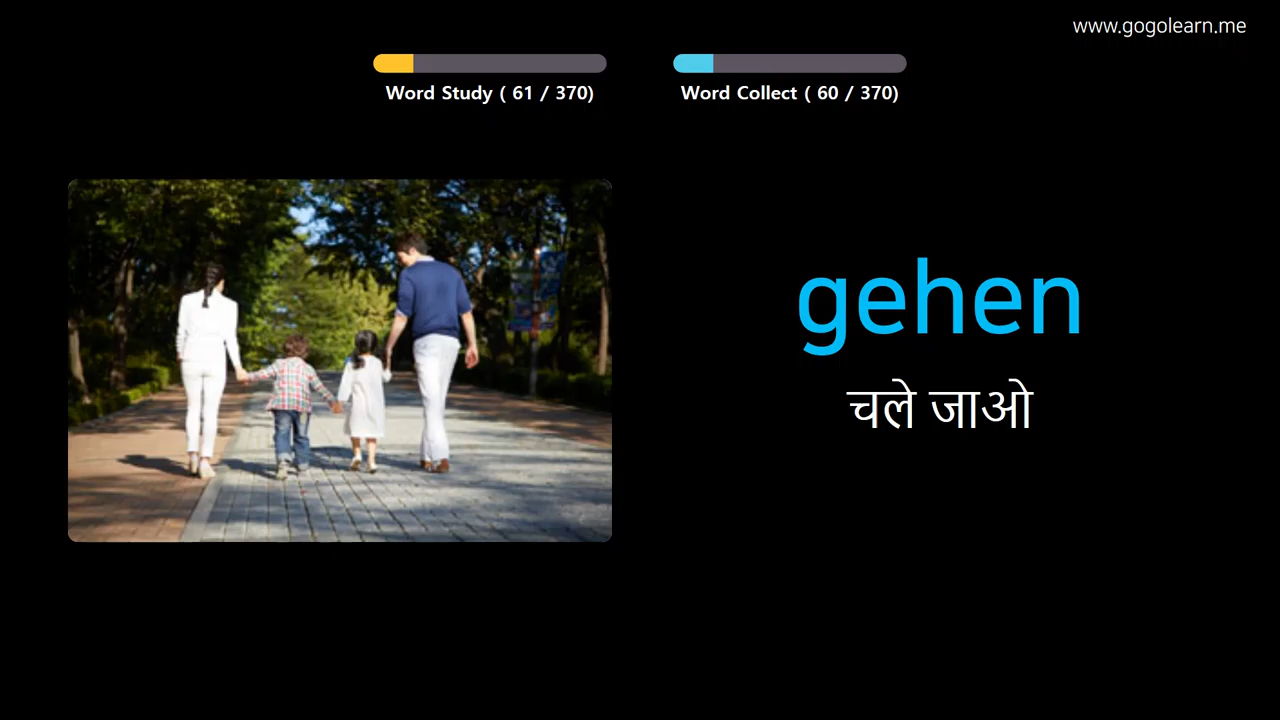 www.gogolearn.me
Word Study ( 61 / 370)
Word Collect ( 60 / 370)
gehen
चले जाओ